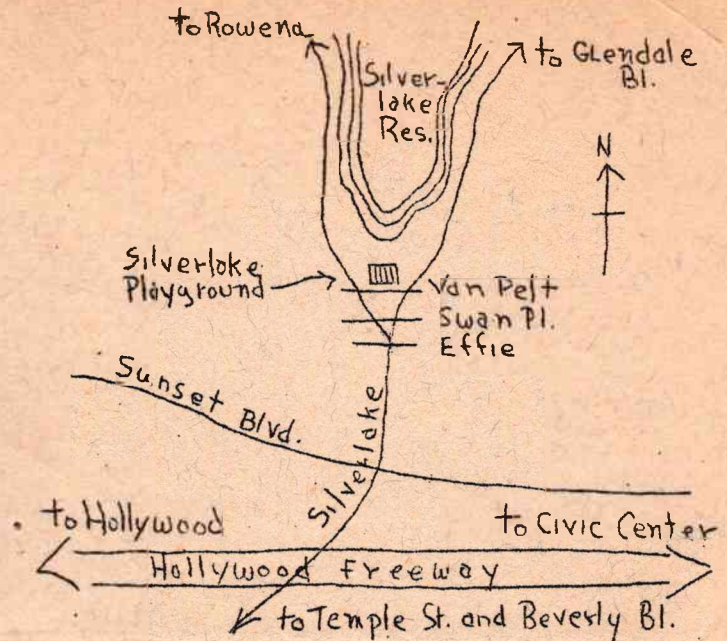 to Rowena
to Glendale
Bl.
Silver-
lake
Res.
N
Silverlake
Playground
Van Pelt
Swan Pl.
Effie
Sunset Blvd.
Silverlake
to Hollywood
to Civic Center
Hollywood freeway
to Temple St. and Beverly Bl.